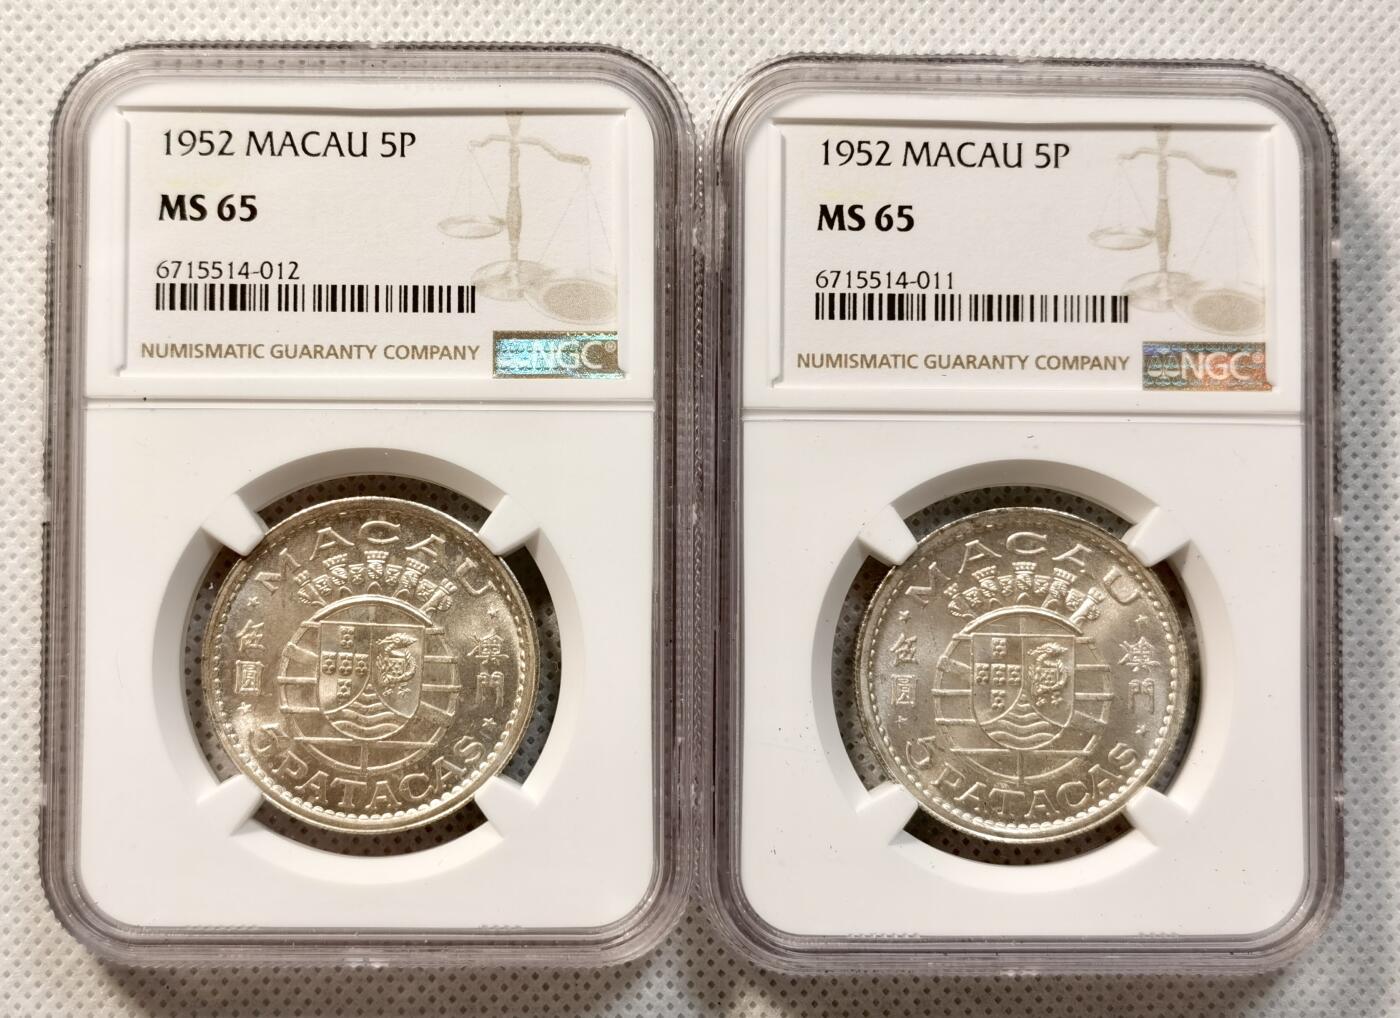 1952 MACAU 5P
MS 65
6715514-012
NUMISMATIC GUARANTY COMPANY
NGC®
MACAU
伍圓
澳門
5 PATACAS
1952 MACAU 5P
MS 65
6715514-011
NUMISMATIC GUARANTY COMPANY
NGC®
MACAU
伍圓
澳門
5 PATACAS